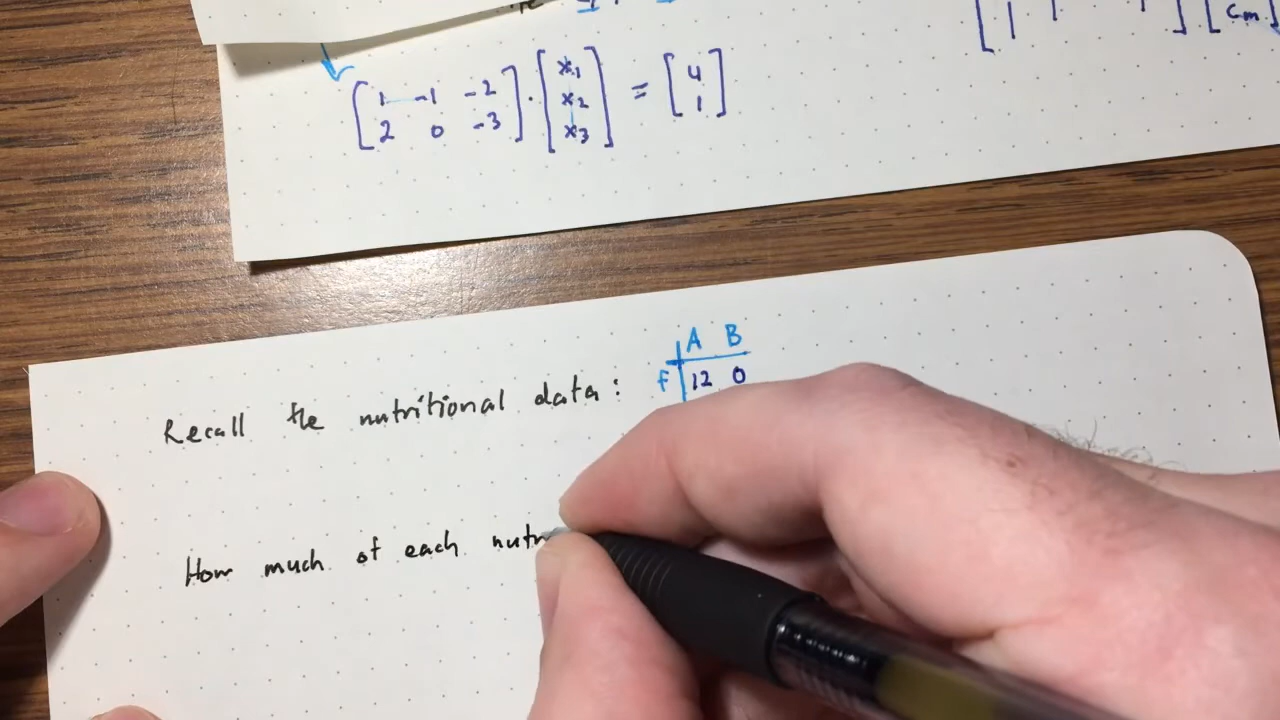 [1 -1 -2] [x1] [4]
[2 0 -3] · [x2] = [1]
[x3]
cm
Recall the nutritional data:
A B
f 12 0
How much of each nutr